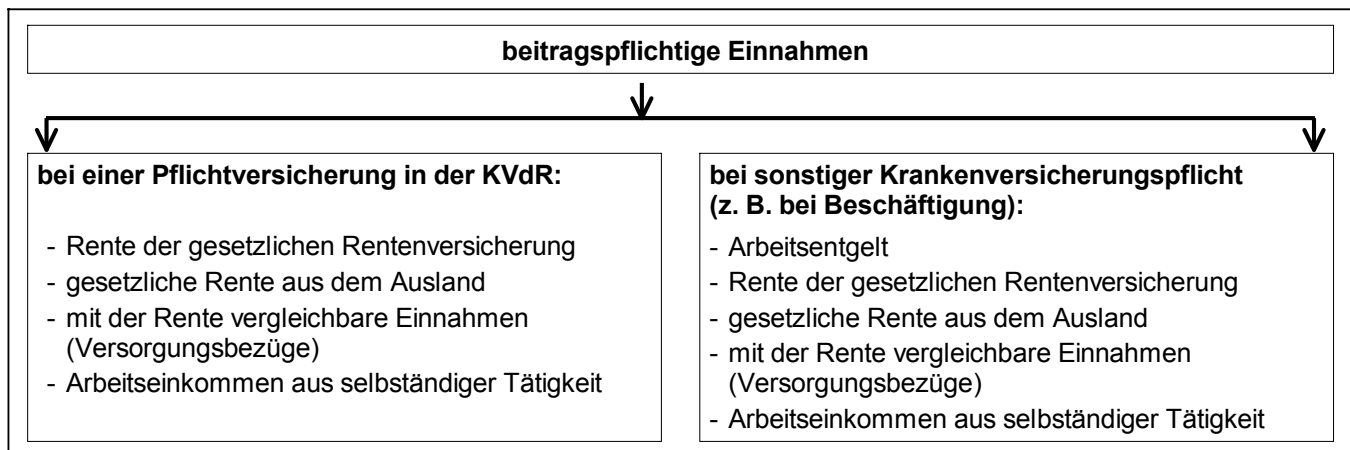 beitragspflichtige Einnahmen
bei einer Pflichtversicherung in der KVdR:
- Rente der gesetzlichen Rentenversicherung
- gesetzliche Rente aus dem Ausland
- mit der Rente vergleichbare Einnahmen
(Versorgungsbezüge)
- Arbeitseinkommen aus selbständiger Tätigkeit
bei sonstiger Krankenversicherungspflicht
(z. B. bei Beschäftigung):
- Arbeitsentgelt
- Rente der gesetzlichen Rentenversicherung
- gesetzliche Rente aus dem Ausland
- mit der Rente vergleichbare Einnahmen
(Versorgungsbezüge)
- Arbeitseinkommen aus selbständiger Tätigkeit